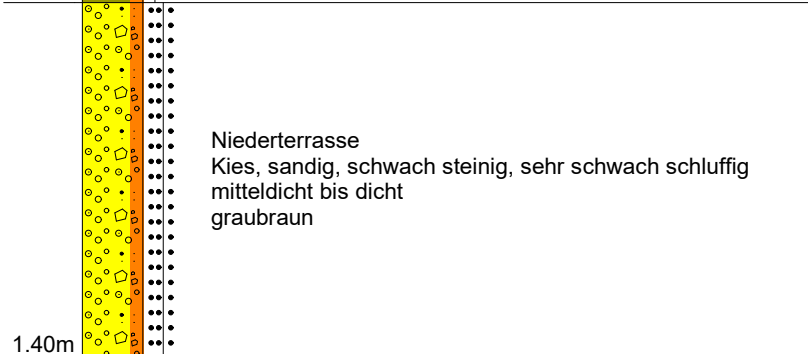 Niederterrasse
Kies, sandig, schwach steinig, sehr schwach schluffig
mitteldicht bis dicht
graubraun
1.40m